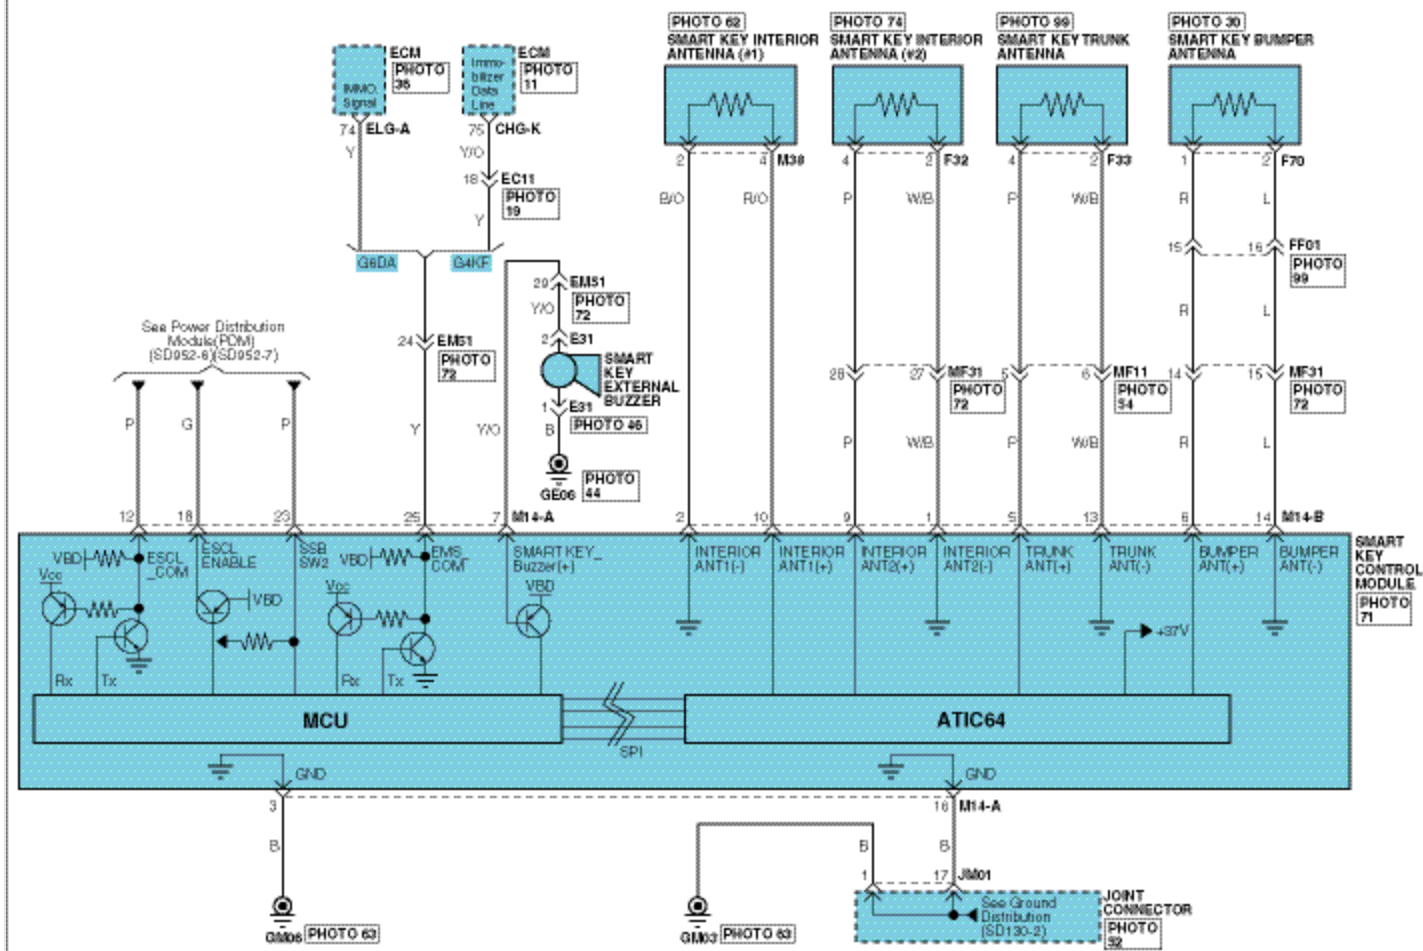 PHOTO 62
SMART KEY INTERIOR
ANTENNA (#1)
PHOTO 74
SMART KEY INTERIOR
ANTENNA (#2)
PHOTO 99
SMART KEY TRUNK
ANTENNA
PHOTO 30
SMART KEY BUMPER
ANTENNA
ECM
PHOTO
36
IMMO.
Signal
ECM
PHOTO
11
Immo-
bilizer
Data
Line
74 ELG-A
75 CHG-K
Y
Y/O
18 EC11
PHOTO
19
Y
G6DA
G4KF
2 4 M38
4 2 F32
4 2 F33
1 2 F70
B/O R/O P W/B P W/B R L
15 16 FF01
PHOTO
99
R L
29 EM51
PHOTO
72
Y/O
2 E31
SMART
KEY
EXTERNAL
BUZZER
1 E31
PHOTO 46
B
GE06
PHOTO
44
See Power Distribution
Module(PDM)
(SD952-6)(SD952-7)
24 EM51
PHOTO
72
28 27 MF31
PHOTO
72
5 6 MF11
PHOTO
54
14 15 MF31
PHOTO
72
P G P Y Y/O P W/B P W/B R L
12 18 23 25 7 M14-A 2 10 9 1 5 13 6 14 M14-B
VBD
ESCL
_COM
ESCL
ENABLE
SSB
SW2
VBD
EMS_
COM
SMART KEY_
Buzzer(+)
INTERIOR
ANT1(-)
INTERIOR
ANT1(+)
INTERIOR
ANT2(+)
INTERIOR
ANT2(-)
TRUNK
ANT(+)
TRUNK
ANT(-)
BUMPER
ANT(+)
BUMPER
ANT(-)
SMART
KEY
CONTROL
MODULE
PHOTO
71
Vcc
VBD
Vcc
VBD
+37V
Rx Tx
Rx Tx
MCU
SPI
ATIC64
GND
GND
3
16 M14-A
B
B
B
1 17 JM01
GM06 PHOTO 63
GM03 PHOTO 63
See Ground
Distribution
(SD130-2)
JOINT
CONNECTOR
PHOTO
52